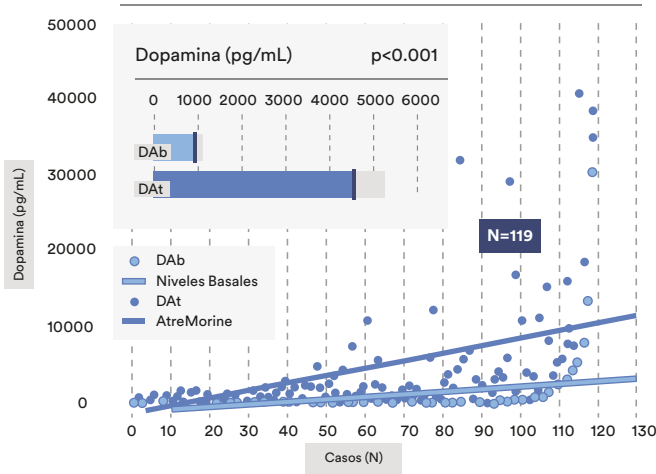 50000
40000
30000
20000
10000
0
Dopamina (pg/mL)
Dopamina (pg/mL) p<0.001
0 1000 2000 3000 4000 5000 6000
DAb
DAt
N=119
DAb
Niveles Basales
DAt
AtreMorine
0 10 20 30 40 50 60 70 80 90 100 110 120 130
Casos (N)